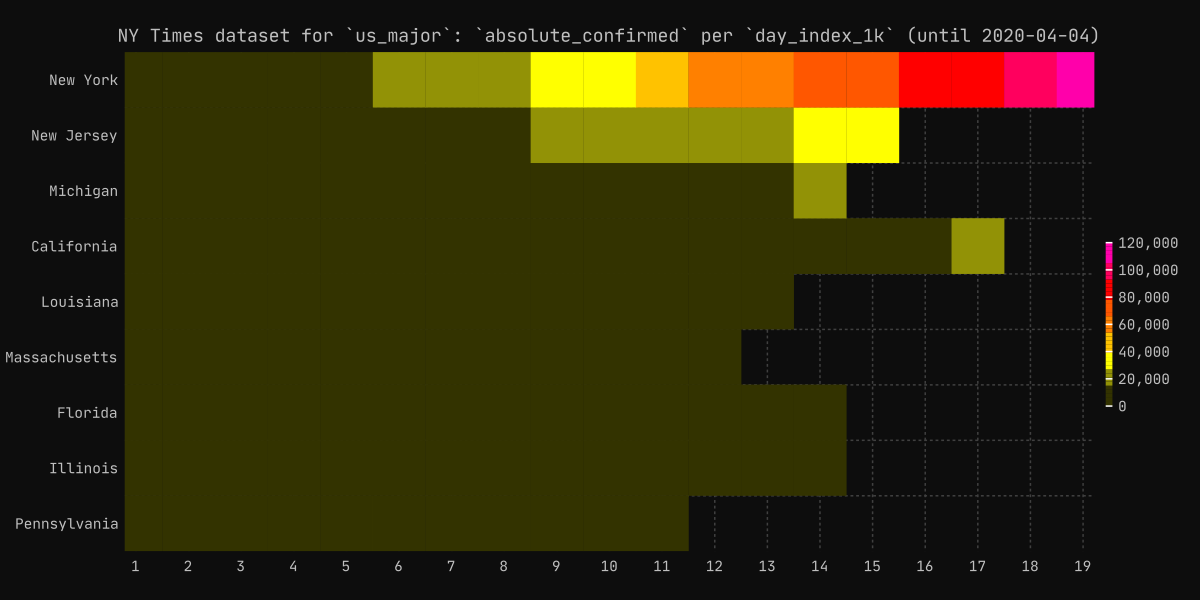 NY Times dataset for `us_major`: `absolute_confirmed` per `day_index_1k` (until 2020-04-04)
New York
New Jersey
Michigan
California
Louisiana
Massachusetts
Florida
Illinois
Pennsylvania
1 2 3 4 5 6 7 8 9 10 11 12 13 14 15 16 17 18 19
120,000
100,000
80,000
60,000
40,000
20,000
0